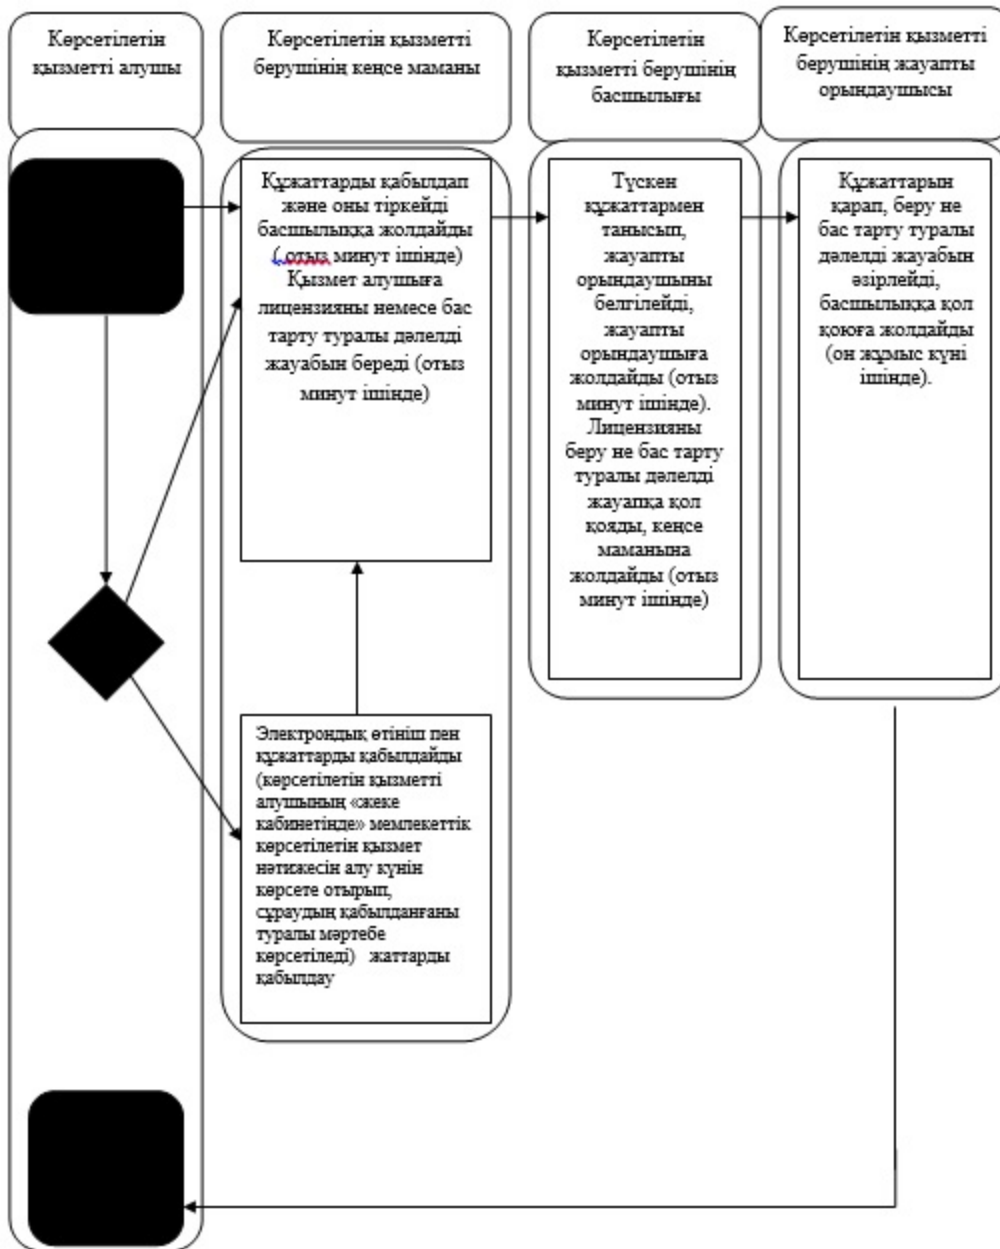 Көрсетілетін
қызметті алушы
Көрсетілетін қызметті
берушінің кеңсе маманы
Көрсетілетін
қызметті берушінің
басшылығы
Көрсетілетін қызметті
берушінің жауапты
орындаушысы
Құжаттарды қабылдап
және оны тіркейді
басшылыққа жолдайды
( отыз минут ішінде)
Қызмет алушыға
лицензияны немесе бас
тарту туралы дәлелді
жауабын береді (отыз
минут ішінде)
Түскен
құжаттармен
танысып,
жауапты
орындаушыны
белгілейді,
жауапты
орындаушыға
жолдайды (отыз
минут ішінде).
Лицензияны
беру не бас тарту
туралы дәлелді
жауапқа қол
қояды, кеңсе
маманына
жолдайды (отыз
минут ішінде)
Құжаттарын
қарап, беру не
бас тарту туралы
дәлелді жауабын
әзірлейді,
басшылыққа қол
қоюға жолдайды
(он жұмыс күні
ішінде).
Электрондық өтініш пен
құжаттарды қабылдайды
(көрсетілетін қызметті
алушының «жеке
кабинетінде» мемлекеттік
көрсетілетін қызмет
нәтижесін алу күнін
көрсете отырып,
сұраудың қабылданғаны
туралы мәртебе
көрсетіледі) жаттарды
қабылдау